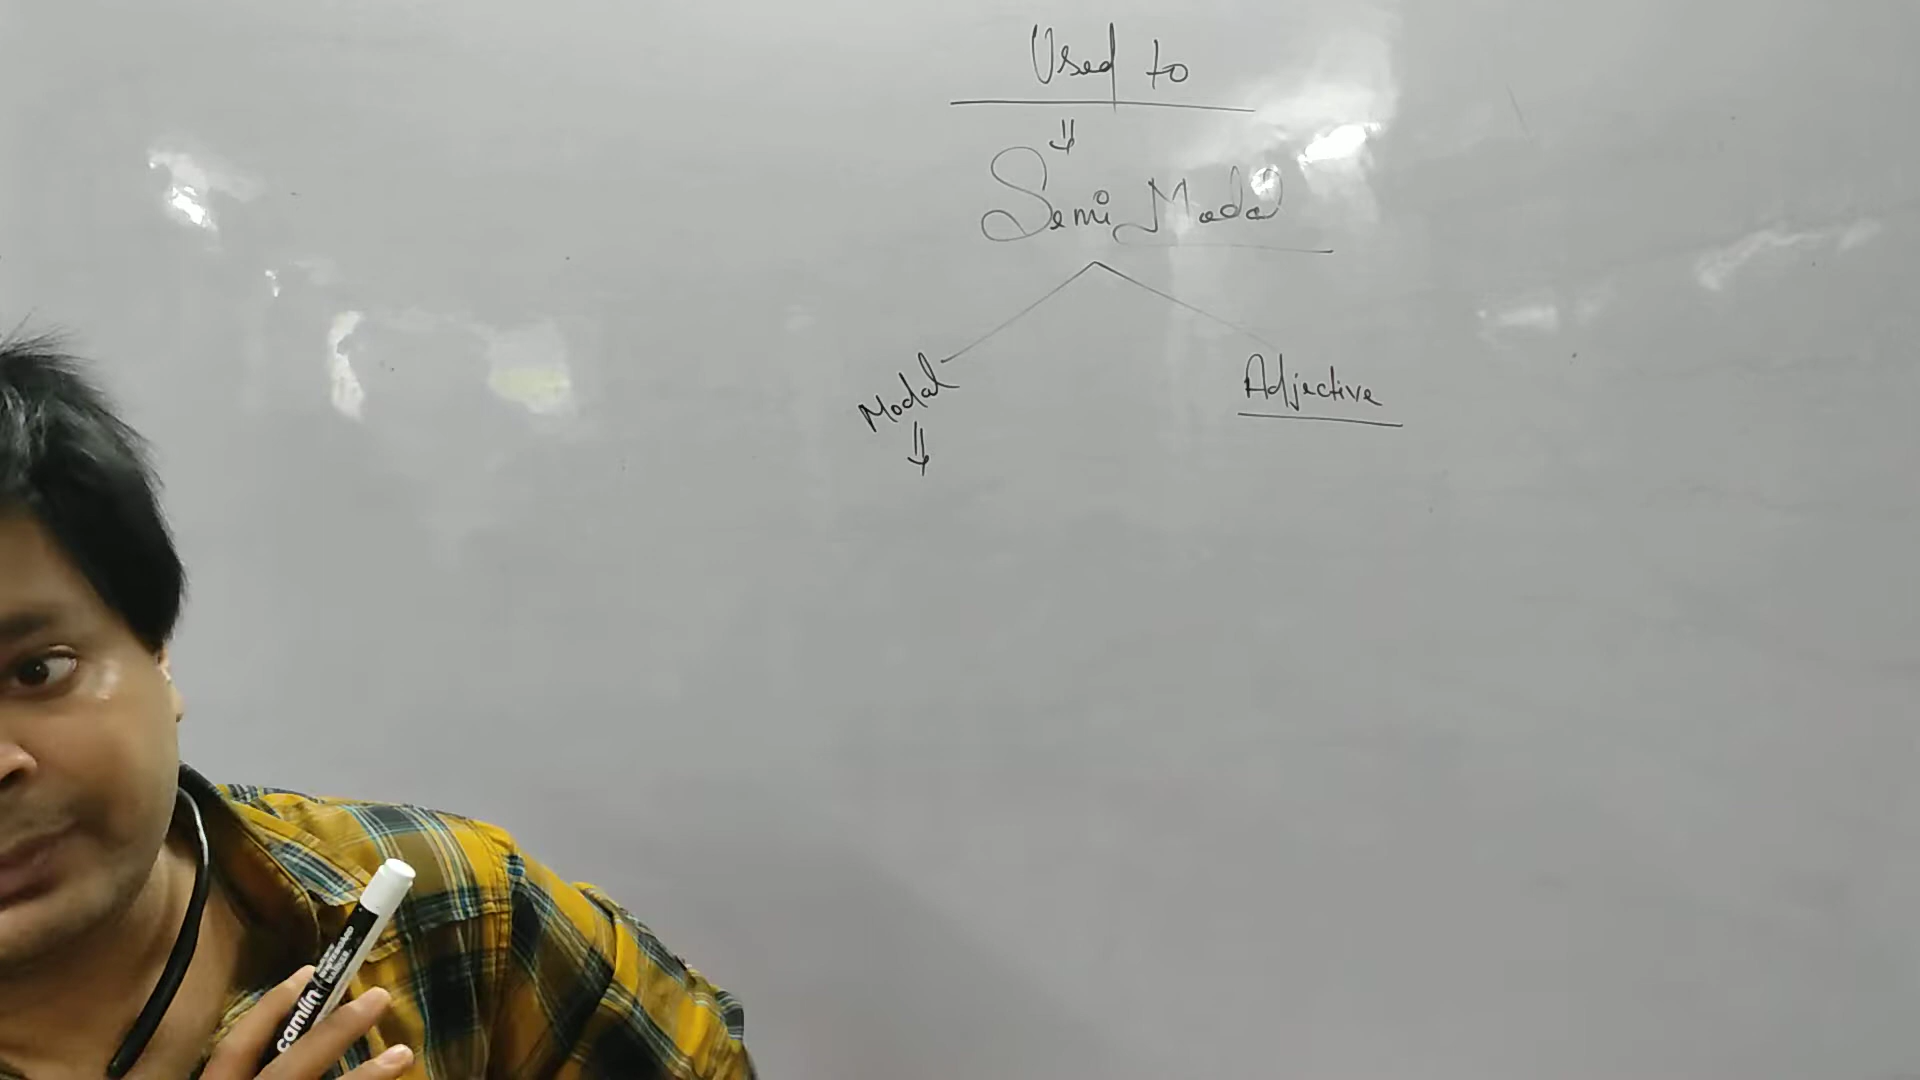 Used to
Semi Modal
Modal
Adjective
camlin